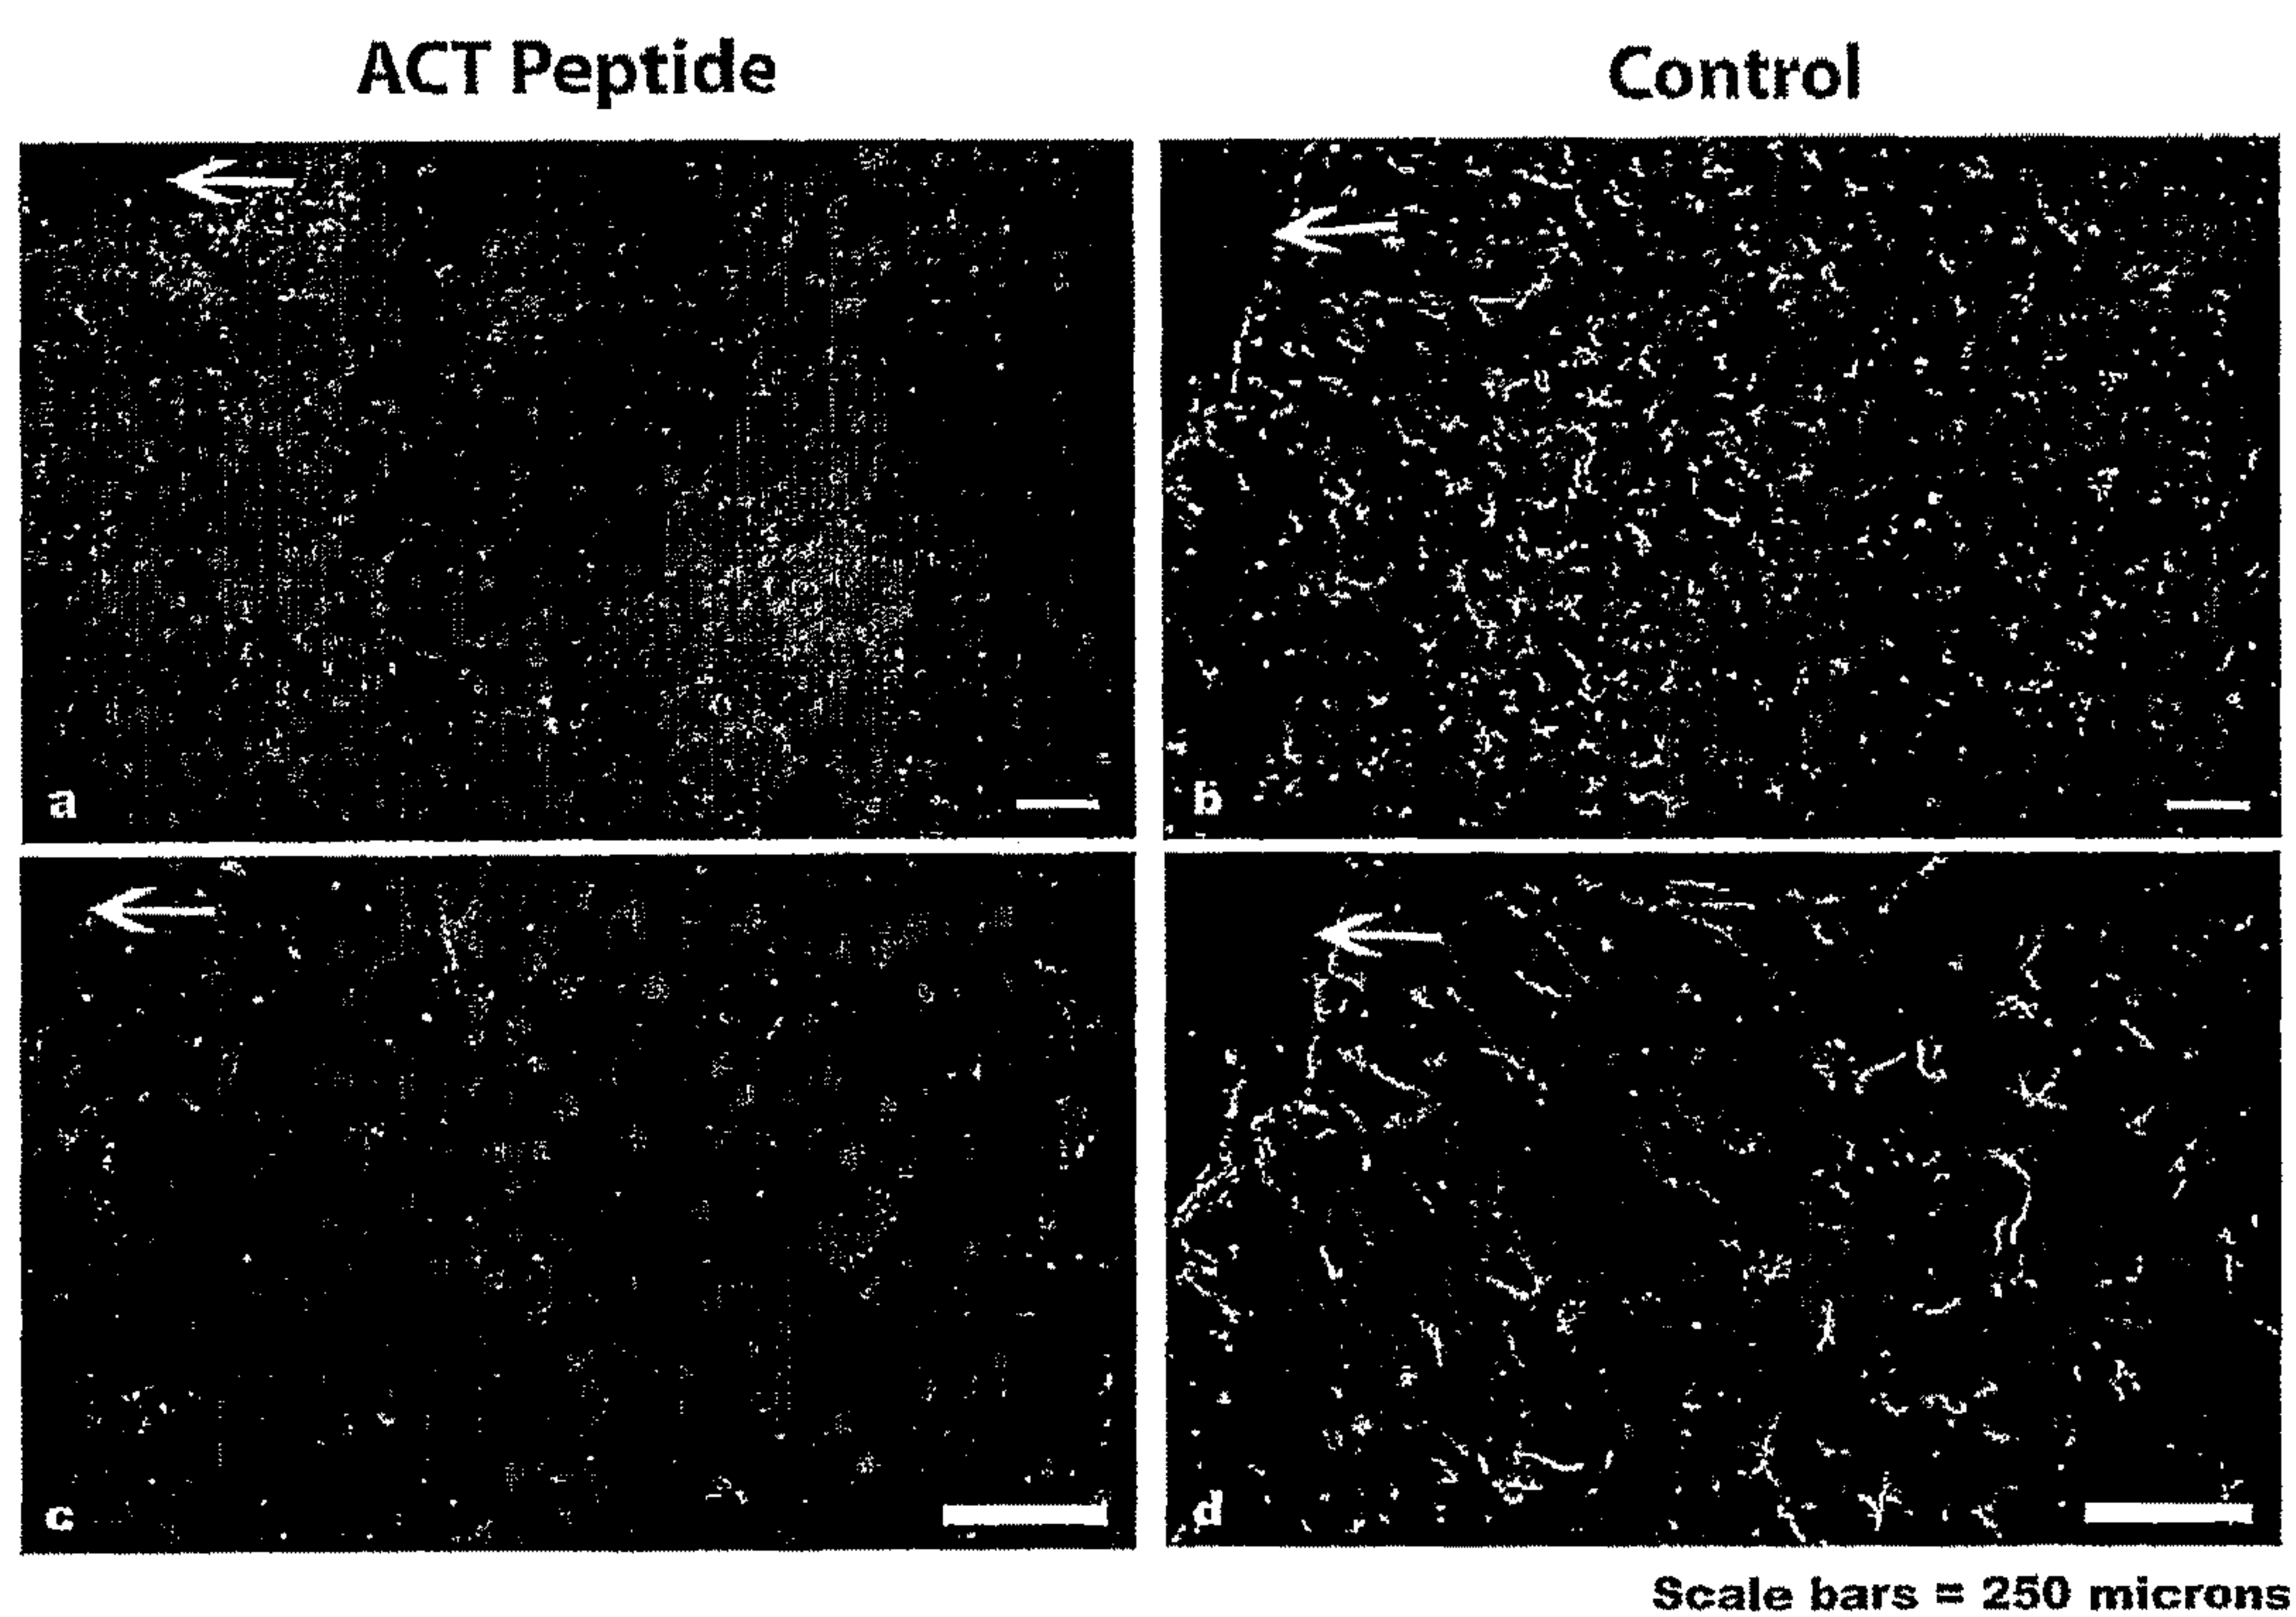 ACT Peptide
Control
a
b
c
d
Scale bars = 250 microns